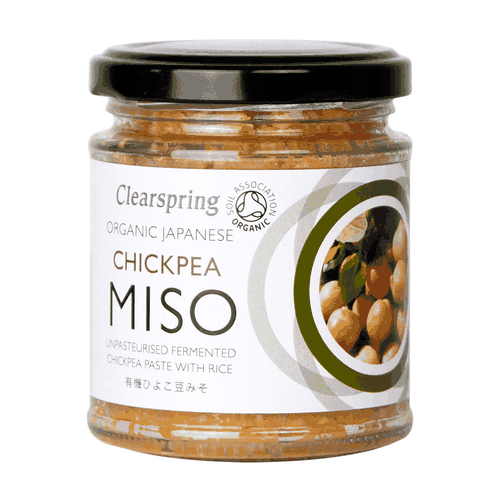 Clearspring
SOIL ASSOCIATION
ORGANIC
ORGANIC JAPANESE
CHICKPEA
MISO
UNPASTEURISED FERMENTED
CHICKPEA PASTE WITH RICE
有機ひよこ豆みそ